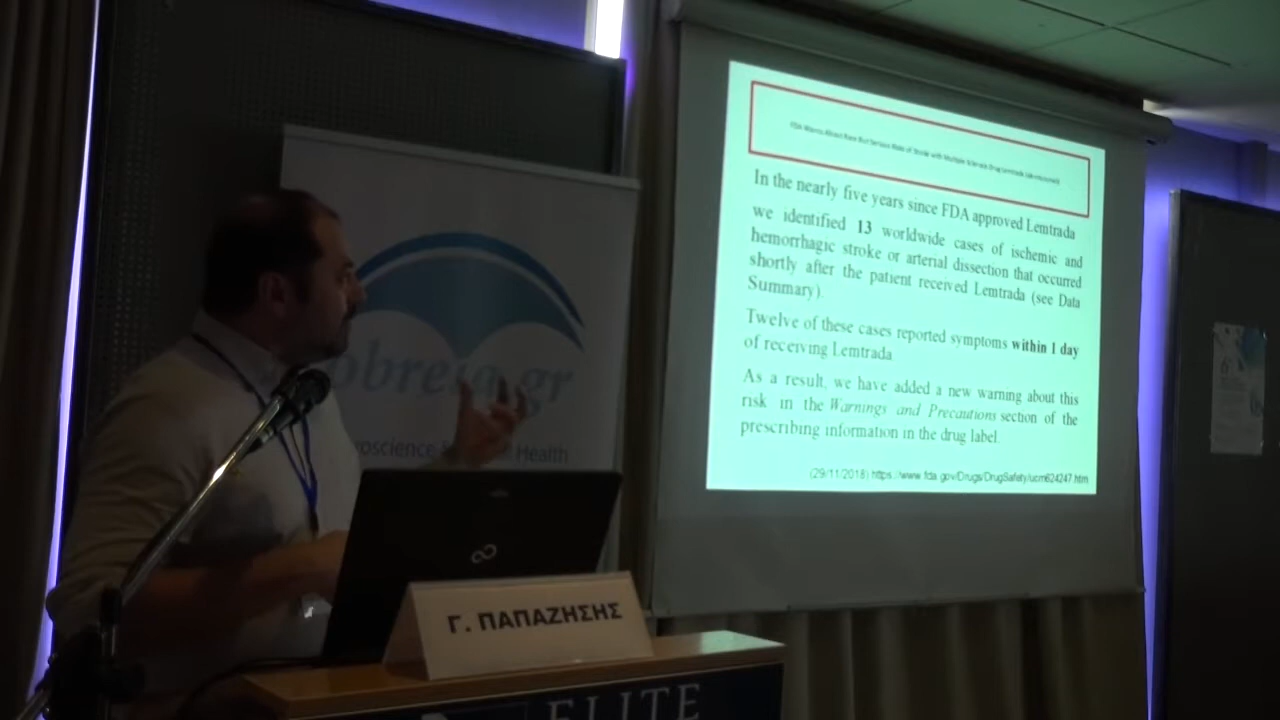 FDA Warns About Rare But Serious Risks of Stroke with Multiple Sclerosis Drug Lemtrada (alemtuzumab)
In the nearly five years since FDA approved Lemtrada
we identified 13 worldwide cases of ischemic and
hemorrhagic stroke or arterial dissection that occurred
shortly after the patient received Lemtrada (see Data
Summary).
Twelve of these cases reported symptoms within 1 day
of receiving Lemtrada
As a result, we have added a new warning about this
risk in the Warnings and Precautions section of the
prescribing information in the drug label.
(29/11/2018) https://www.fda.gov/Drugs/DrugSafety/ucm624247.htm
obreia.gr
Health
Γ. ΠΑΠΑΖΗΣΗΣ
ELITE